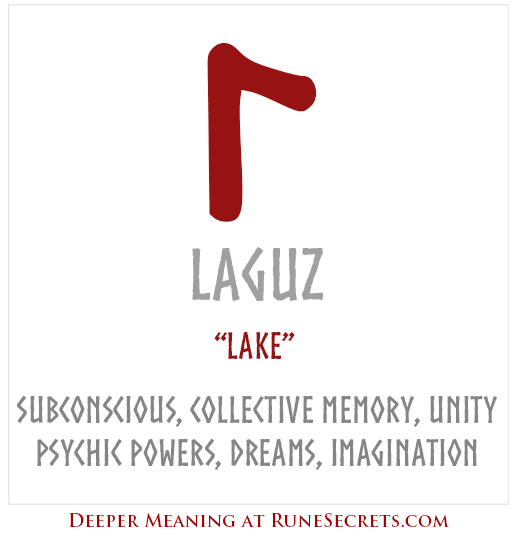 ᛚ
LAGUZ
“LAKE”
SUBCONSCIOUS, COLLECTIVE MEMORY, UNITY
PSYCHIC POWERS, DREAMS, IMAGINATION
DEEPER MEANING AT RUNESECRETS.COM